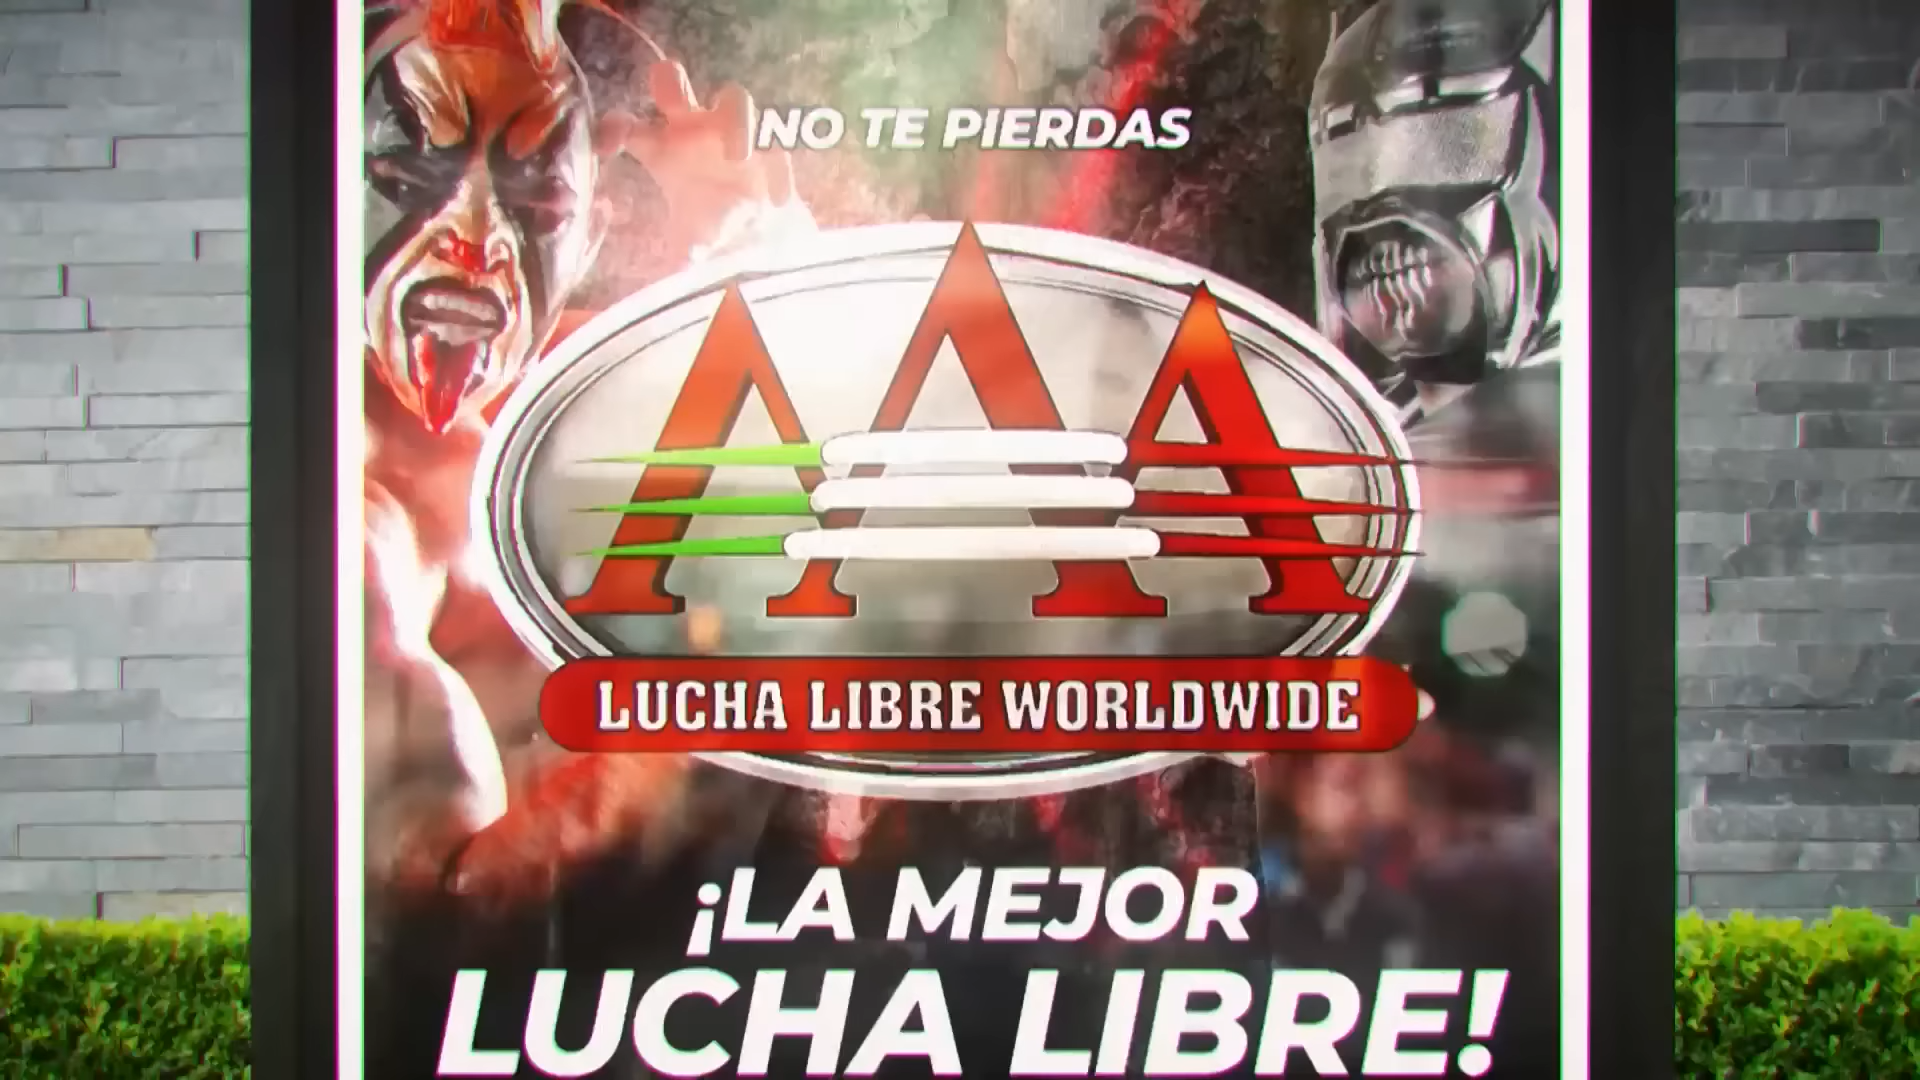 NO TE PIERDAS
AAA
LUCHA LIBRE WORLDWIDE
¡LA MEJOR
LUCHA LIBRE!